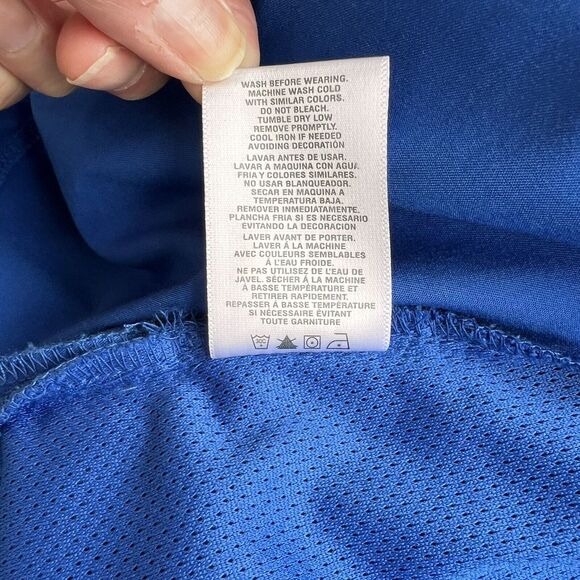 WASH BEFORE WEARING.
MACHINE WASH COLD
WITH SIMILAR COLORS.
DO NOT BLEACH.
TUMBLE DRY LOW
REMOVE PROMPTLY.
COOL IRON IF NEEDED
AVOIDING DECORATIÓN
LAVAR ANTES DE USAR.
LAVAR A MAQUINA CON AGUA
FRIA Y COLORES SIMILARES.
NO USAR BLANQUEADOR.
SECAR EN MAQUINA A
TEMPERATURA BAJA.
REMOVER INMEDIATAMENTE.
PLANCHA FRIA SI ES NECESARIO
EVITANDO LA DECORACION
LAVER AVANT DE PORTER.
LAVER À LA MACHINE
AVEC COULEURS SEMBLABLES
À L'EAU FROIDE.
NE PAS UTILISEZ DE L'EAU DE
JAVEL. SÉCHER À LA MACHINE
À BASSE TEMPÉRATURE ET
RETIRER RAPIDEMENT.
REPASSER À BASSE TEMPÉRATURE
SI NÉCESSAIRE ÉVITANT
TOUTE GARNITURE
30C